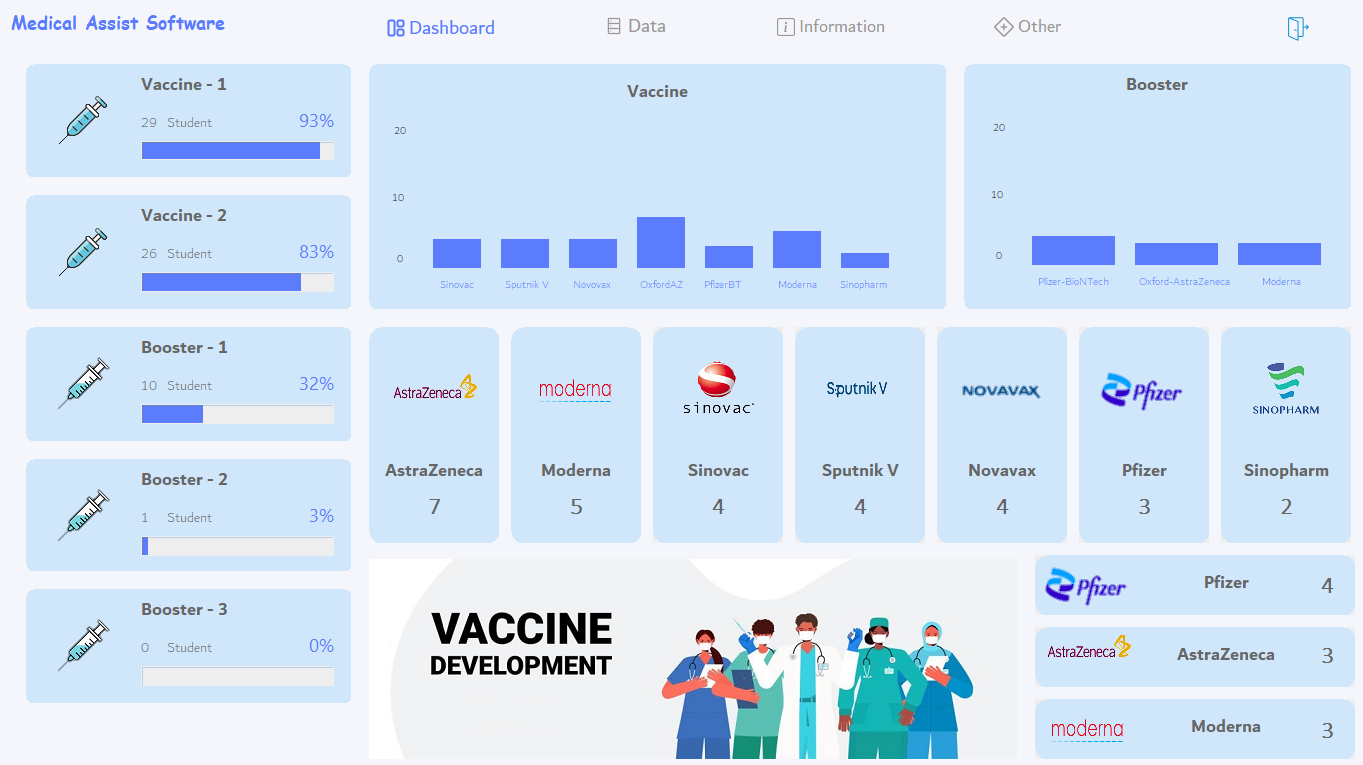 Medical Assist Software
Dashboard
Data
Information
Other
Vaccine - 1
29 Student 93%
Vaccine - 2
26 Student 83%
Booster - 1
10 Student 32%
Booster - 2
1 Student 3%
Booster - 3
0 Student 0%
Vaccine
20
10
0
Sinovac Sputnik V Novovax OxfordAZ PfizerBT Moderna Sinopharm
Booster
20
10
0
Pfizer-BioNTech Oxford-AstraZeneca Moderna
AstraZeneca
AstraZeneca
7
moderna
Moderna
5
sinovac
Sinovac
4
Sputnik V
Sputnik V
4
NOVAVAX
Novavax
4
Pfizer
Pfizer
3
SINOPHARM
Sinopharm
2
VACCINE
DEVELOPMENT
Pfizer Pfizer 4
AstraZeneca AstraZeneca 3
moderna Moderna 3